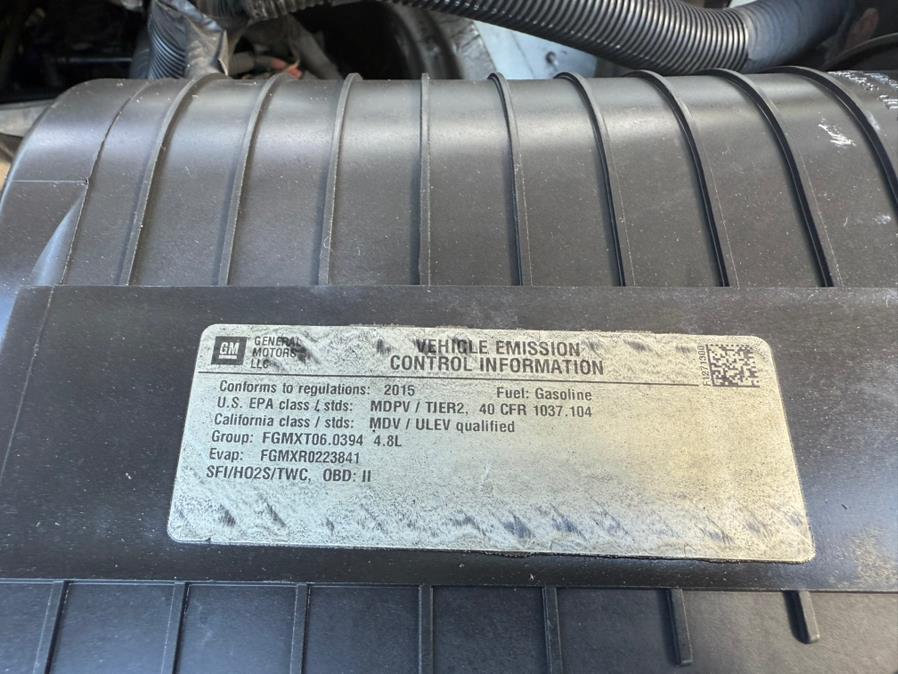 GM
GENERAL MOTORS LLC
VEHICLE EMISSION
CONTROL INFORMATION
Conforms to regulations: 2015 Fuel: Gasoline
U.S. EPA class / stds: MDPV / TIER2, 40 CFR 1037.104
California class / stds: MDV / ULEV qualified
Group: FGMXT06.0394 4.8L
Evap: FGMXR0223841
SFI/HO2S/TWC, OBD: II